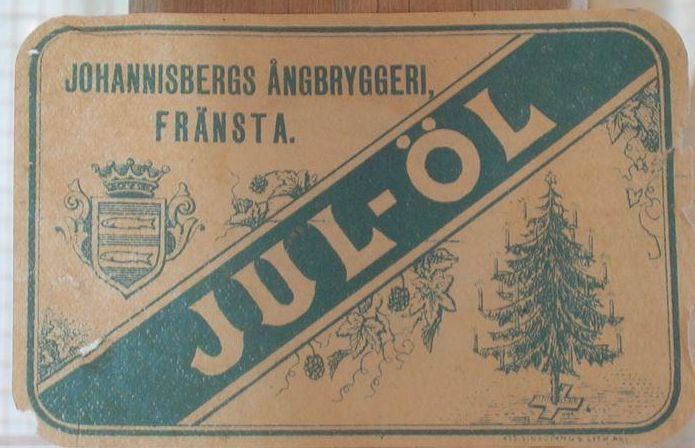 JOHANNISBERGS ÅNGBRYGGERI,
FRÄNSTA.
JUL-ÖL